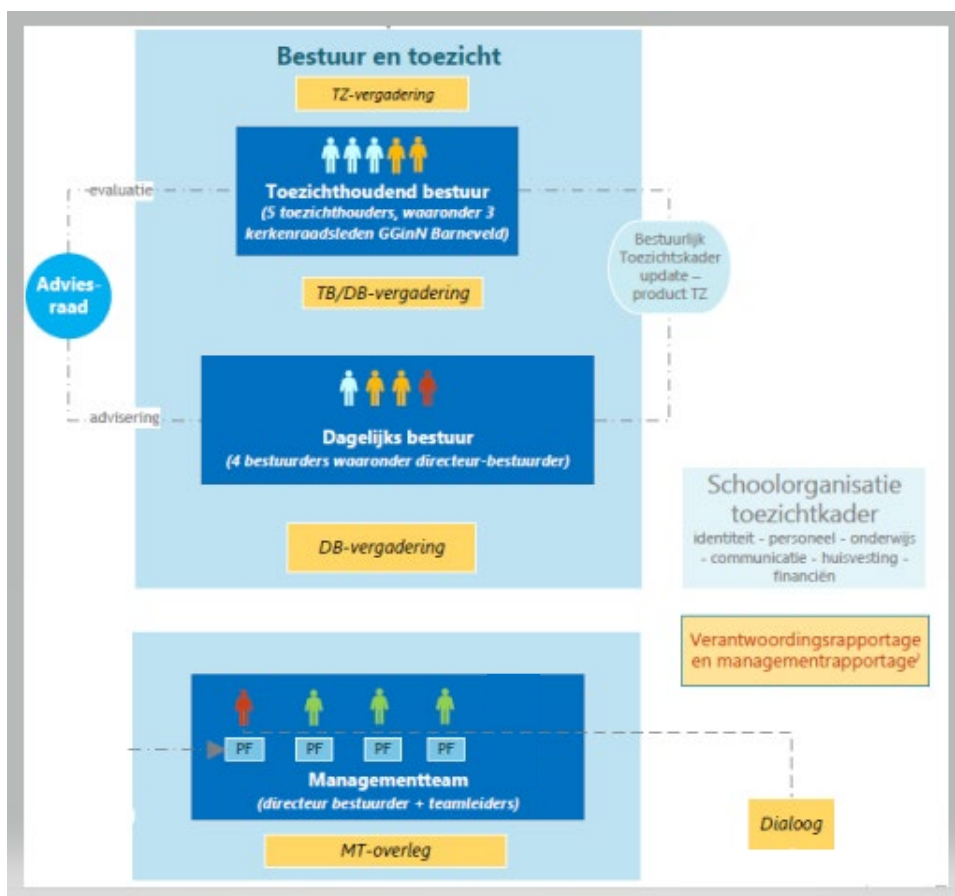 Bestuur en toezicht
TZ-vergadering
Toezichthoudend bestuur
(5 toezichthouders, waaronder 3
kerkenraadsleden GGinN Barneveld)
evaluatie
Bestuurlijk
Toezichtskader
update –
product TZ
Advies-
raad
TB/DB-vergadering
advisering
Dagelijks bestuur
(4 bestuurders waaronder directeur-bestuurder)
DB-vergadering
Schoolorganisatie
toezichtkader
identiteit - personeel - onderwijs
- communicatie - huisvesting -
financiën
Verantwoordingsrapportage
en managementrapportage
PF PF PF PF
Managementteam
(directeur bestuurder + teamleiders)
MT-overleg
Dialoog